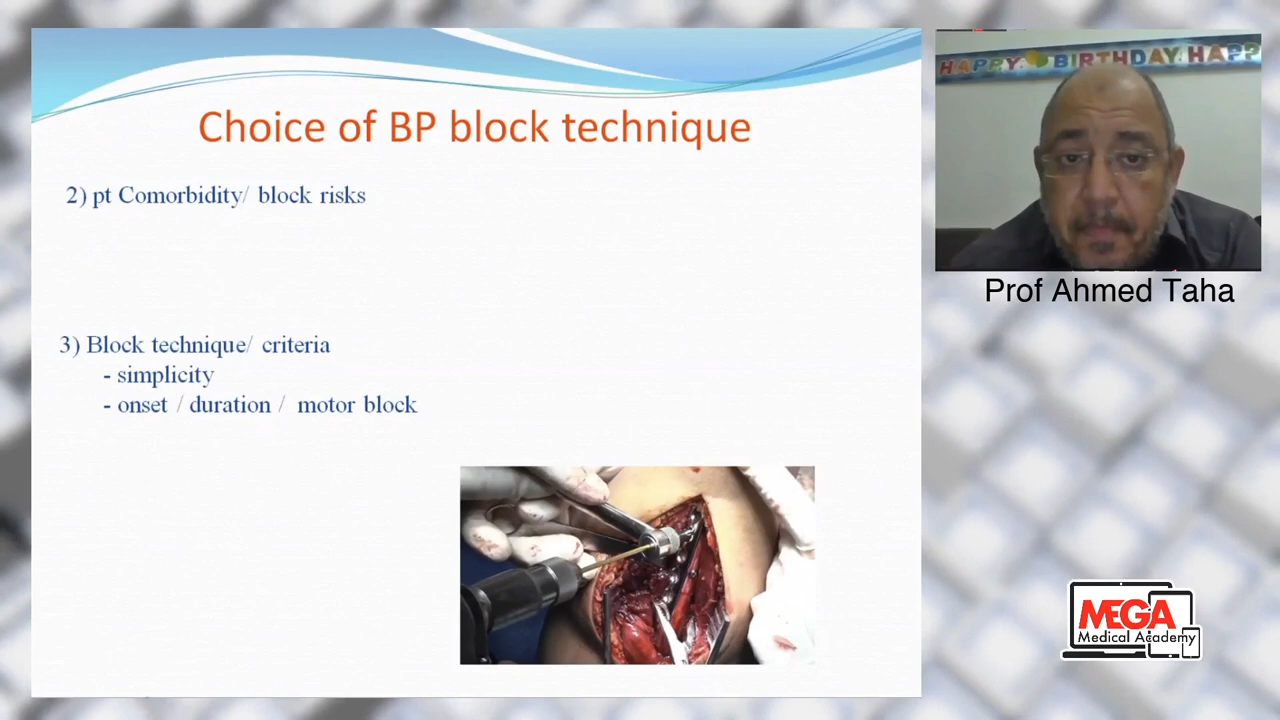 Choice of BP block technique
2) pt Comorbidity/ block risks
3) Block technique/ criteria
- simplicity
- onset / duration / motor block
HAPPY BIRTHDAY HAPP
Prof Ahmed Taha
MEGA
Medical Academy